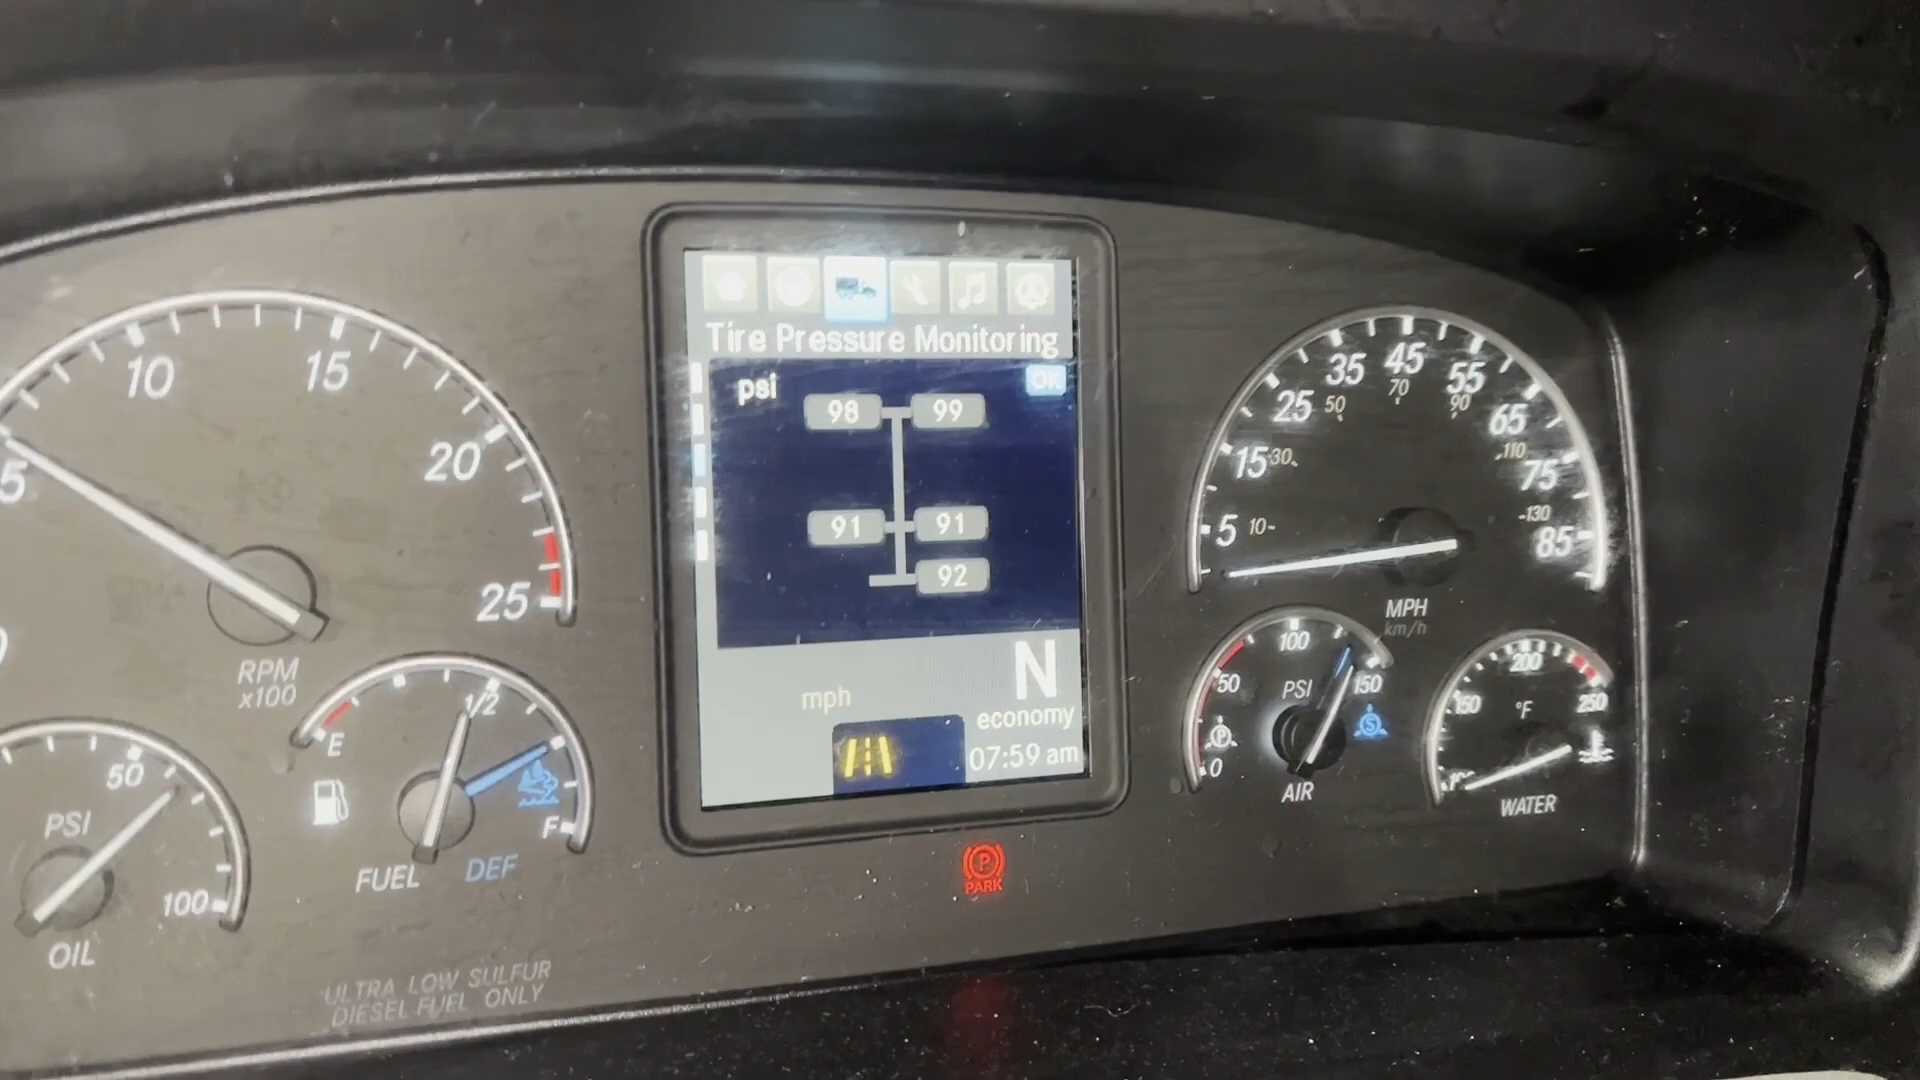 10
15
20
25
5
RPM
x100
E
1/2
F
FUEL
DEF
50
PSI
100
OIL
ULTRA LOW SULFUR
DIESEL FUEL ONLY
Tire Pressure Monitoring
psi
OK
98 99
91 91
92
mph
N
economy
07:59 am
P
PARK
5 15 25 35 45 55 65 75 85
10 30 50 70 90 110 130
MPH
km/h
0 50 100 150
PSI
P
S
AIR
150 200 250
°F
WATER